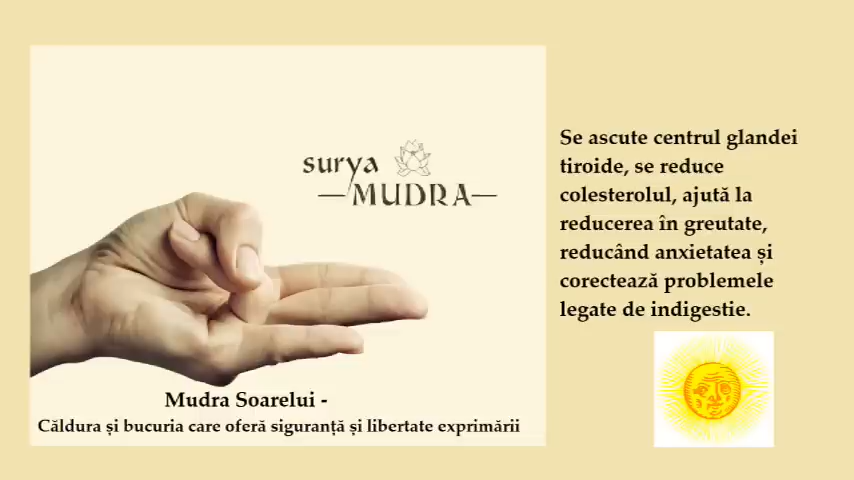 surya
MUDRA
Mudra Soarelui -
Căldura și bucuria care oferă siguranță și libertate exprimării
Se ascute centrul glandei
tiroide, se reduce
colesterolul, ajută la
reducerea în greutate,
reducând anxietatea și
corectează problemele
legate de indigestie.